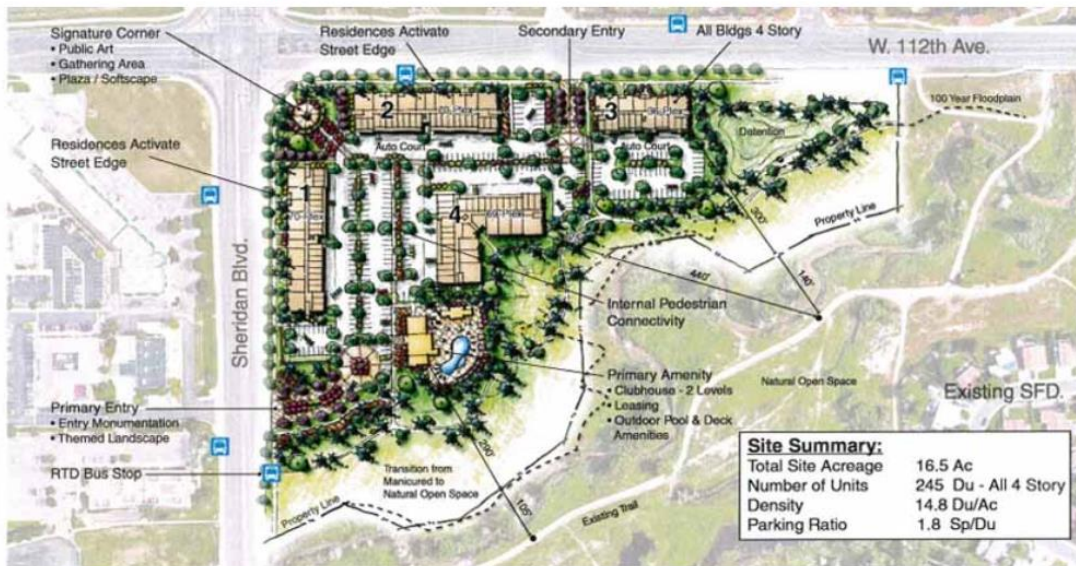 Signature Corner
• Public Art
• Gathering Area
• Plaza / Softscape
Residences Activate
Street Edge
Secondary Entry
All Bldgs 4 Story
W. 112th Ave.
100 Year Floodplain
2
3
Auto Court
Auto Court
Detention
Residences Activate
Street Edge
1
4
Property Line
300'
140'
440'
Sheridan Blvd.
Internal Pedestrian
Connectivity
Primary Amenity
• Clubhouse - 2 Levels
• Leasing
• Outdoor Pool & Deck
Amenities
Natural Open Space
Existing SFD.
Primary Entry
• Entry Monumentation
• Themed Landscape
RTD Bus Stop
Transition from
Manicured to
Natural Open Space
Property Line
Existing Trail
Site Summary:
Total Site Acreage 16.5 Ac
Number of Units 245 Du - All 4 Story
Density 14.8 Du/Ac
Parking Ratio 1.8 Sp/Du